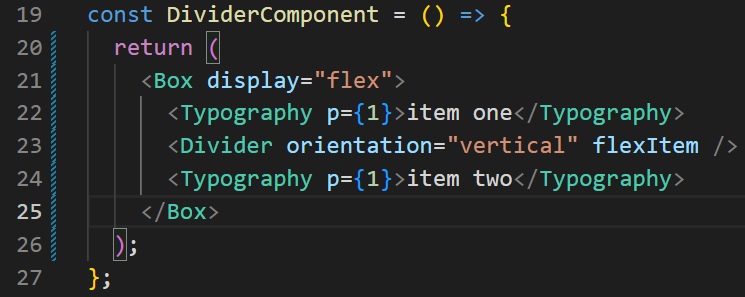 19 const DividerComponent = () => {
20   return (
21     <Box display="flex">
22       <Typography p={1}>item one</Typography>
23       <Divider orientation="vertical" flexItem />
24       <Typography p={1}>item two</Typography>
25     </Box>
26   );
27 };